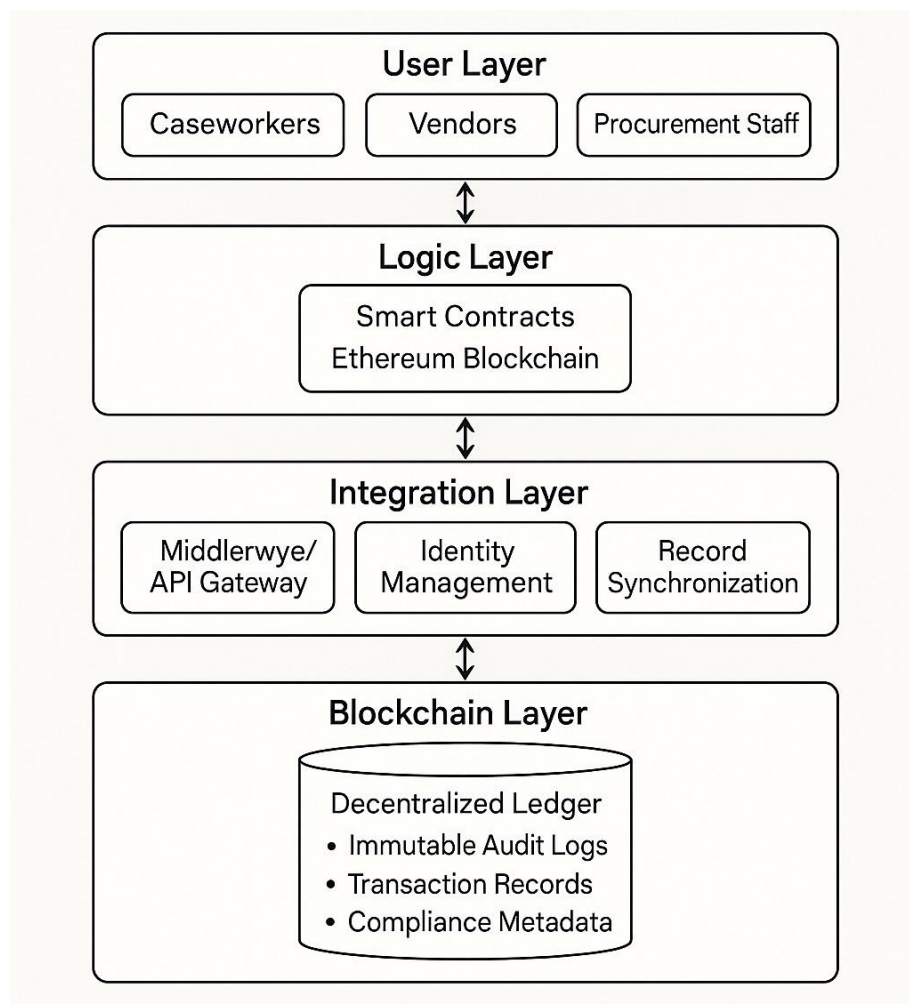 User Layer
Caseworkers
Vendors
Procurement Staff
Logic Layer
Smart Contracts
Ethereum Blockchain
Integration Layer
Middlerwye/
API Gateway
Identity
Management
Record
Synchronization
Blockchain Layer
Decentralized Ledger
• Immutable Audit Logs
• Transaction Records
• Compliance Metadata